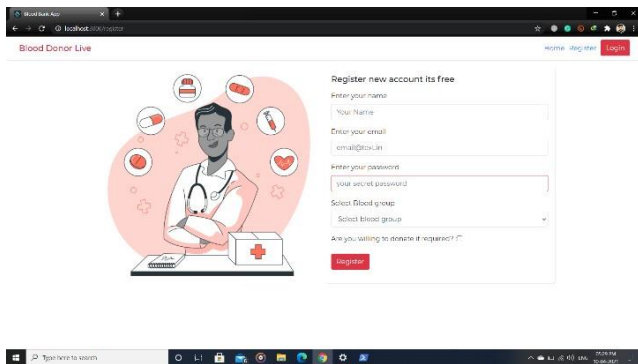 Blood Bank App
localhost
/register
Blood Donor Live
Home Register Login
Register new account its free
Enter your name
Your Name
Enter your email
Enter your password
your secret password
Select Blood group
Select blood group
Are you willing to donate if required?
Register
Type here to search